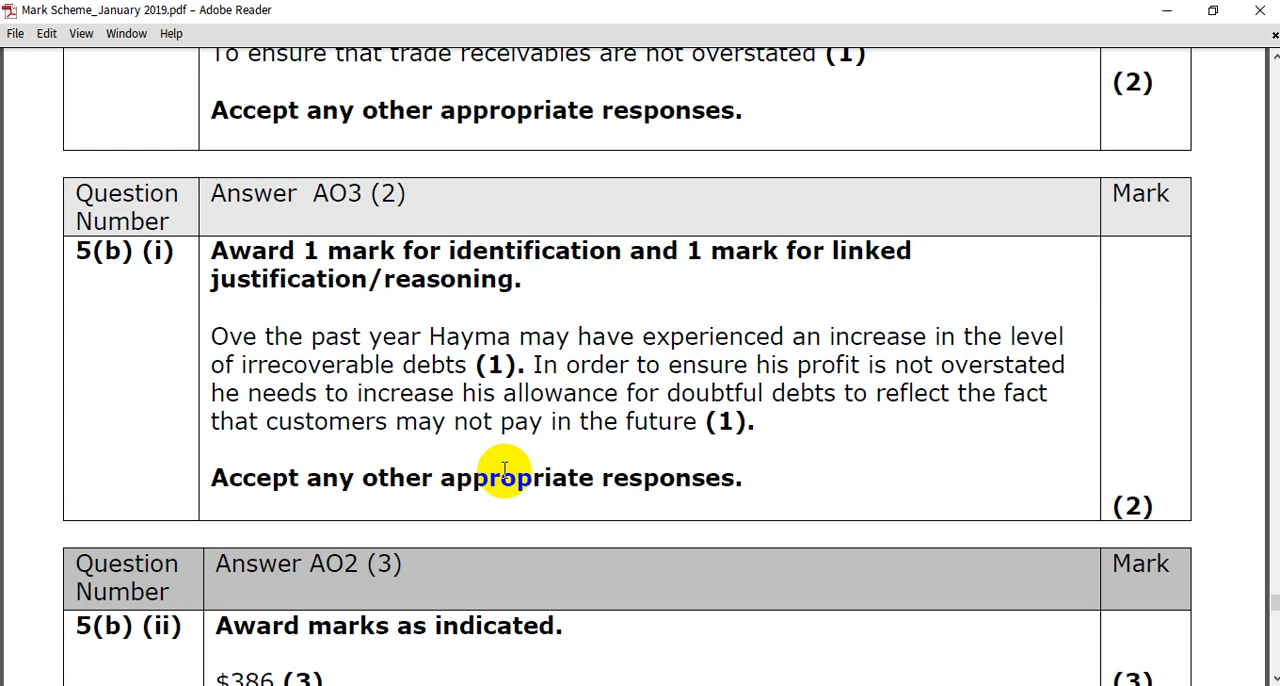 Mark Scheme_January 2019.pdf - Adobe Reader
File Edit View Window Help
To ensure that trade receivables are not overstated (1)
(2)
Accept any other appropriate responses.
Question Number
Answer AO3 (2)
Mark
5(b) (i)
Award 1 mark for identification and 1 mark for linked
justification/reasoning.
Ove the past year Hayma may have experienced an increase in the level
of irrecoverable debts (1). In order to ensure his profit is not overstated
he needs to increase his allowance for doubtful debts to reflect the fact
that customers may not pay in the future (1).
Accept any other appropriate responses.
(2)
Question Number
Answer AO2 (3)
Mark
5(b) (ii)
Award marks as indicated.
$386 (3)
(3)